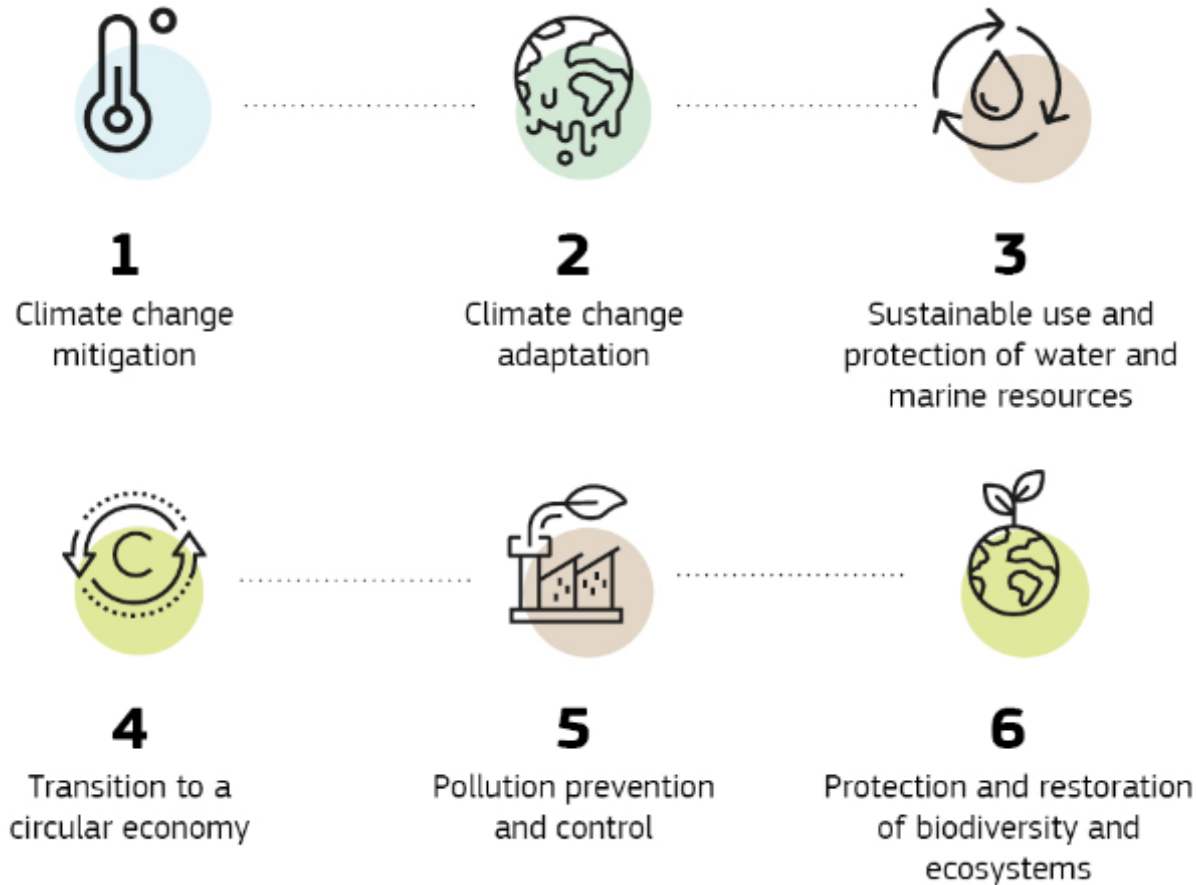 1
Climate change
mitigation
2
Climate change
adaptation
3
Sustainable use and
protection of water and
marine resources
C
4
Transition to a
circular economy
5
Pollution prevention
and control
6
Protection and restoration
of biodiversity and
ecosystems